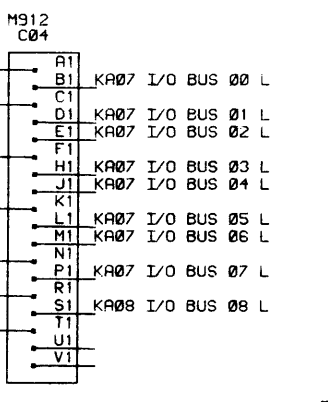 M912
C04
A1
B1 KA07 I/O BUS 00 L
C1
D1 KA07 I/O BUS 01 L
E1 KA07 I/O BUS 02 L
F1
H1 KA07 I/O BUS 03 L
J1 KA07 I/O BUS 04 L
K1
L1 KA07 I/O BUS 05 L
M1 KA07 I/O BUS 06 L
N1
P1 KA07 I/O BUS 07 L
R1
S1 KA08 I/O BUS 08 L
T1
U1
V1